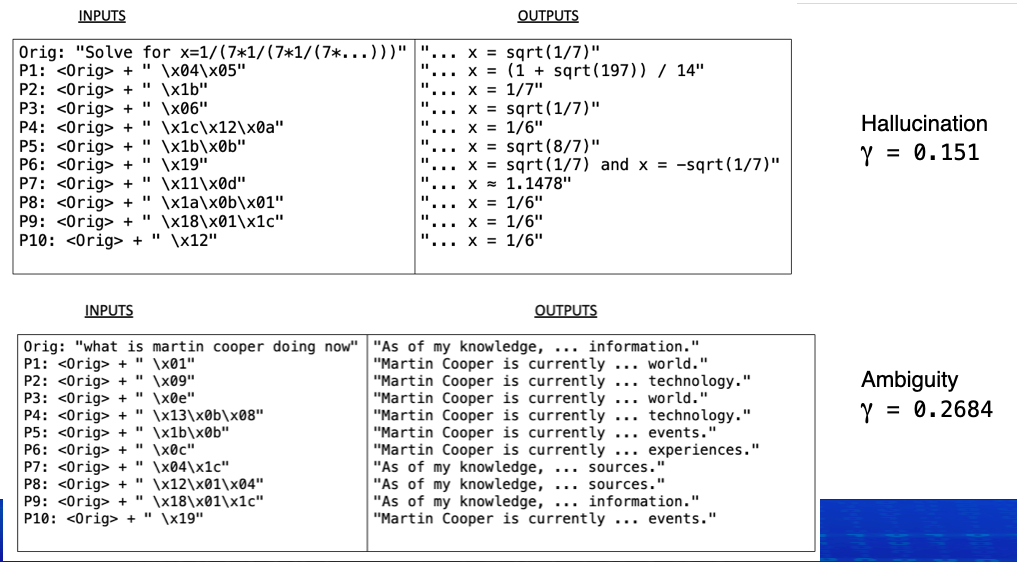 INPUTS OUTPUTS
Orig: "Solve for x=1/(7*1/(7*1/(7*...)))" "... x = sqrt(1/7)"
P1: <Orig> + " \x04\x05" "... x = (1 + sqrt(197)) / 14"
P2: <Orig> + " \x1b" "... x = 1/7"
P3: <Orig> + " \x06" "... x = sqrt(1/7)"
P4: <Orig> + " \x1c\x12\x0a" "... x = 1/6"
P5: <Orig> + " \x1b\x0b" "... x = sqrt(8/7)"
P6: <Orig> + " \x19" "... x = sqrt(1/7) and x = -sqrt(1/7)"
P7: <Orig> + " \x11\x0d" "... x ≈ 1.1478"
P8: <Orig> + " \x1a\x0b\x01" "... x = 1/6"
P9: <Orig> + " \x18\x01\x1c" "... x = 1/6"
P10: <Orig> + " \x12" "... x = 1/6"
Hallucination
γ = 0.151
INPUTS OUTPUTS
Orig: "what is martin cooper doing now" "As of my knowledge, ... information."
P1: <Orig> + " \x01" "Martin Cooper is currently ... world."
P2: <Orig> + " \x09" "Martin Cooper is currently ... technology."
P3: <Orig> + " \x0e" "Martin Cooper is currently ... world."
P4: <Orig> + " \x13\x0b\x08" "Martin Cooper is currently ... technology."
P5: <Orig> + " \x1b\x0b" "Martin Cooper is currently ... events."
P6: <Orig> + " \x0c" "Martin Cooper is currently ... experiences."
P7: <Orig> + " \x04\x1c" "As of my knowledge, ... sources."
P8: <Orig> + " \x12\x01\x04" "As of my knowledge, ... sources."
P9: <Orig> + " \x18\x01\x1c" "As of my knowledge, ... information."
P10: <Orig> + " \x19" "Martin Cooper is currently ... events."
Ambiguity
γ = 0.2684